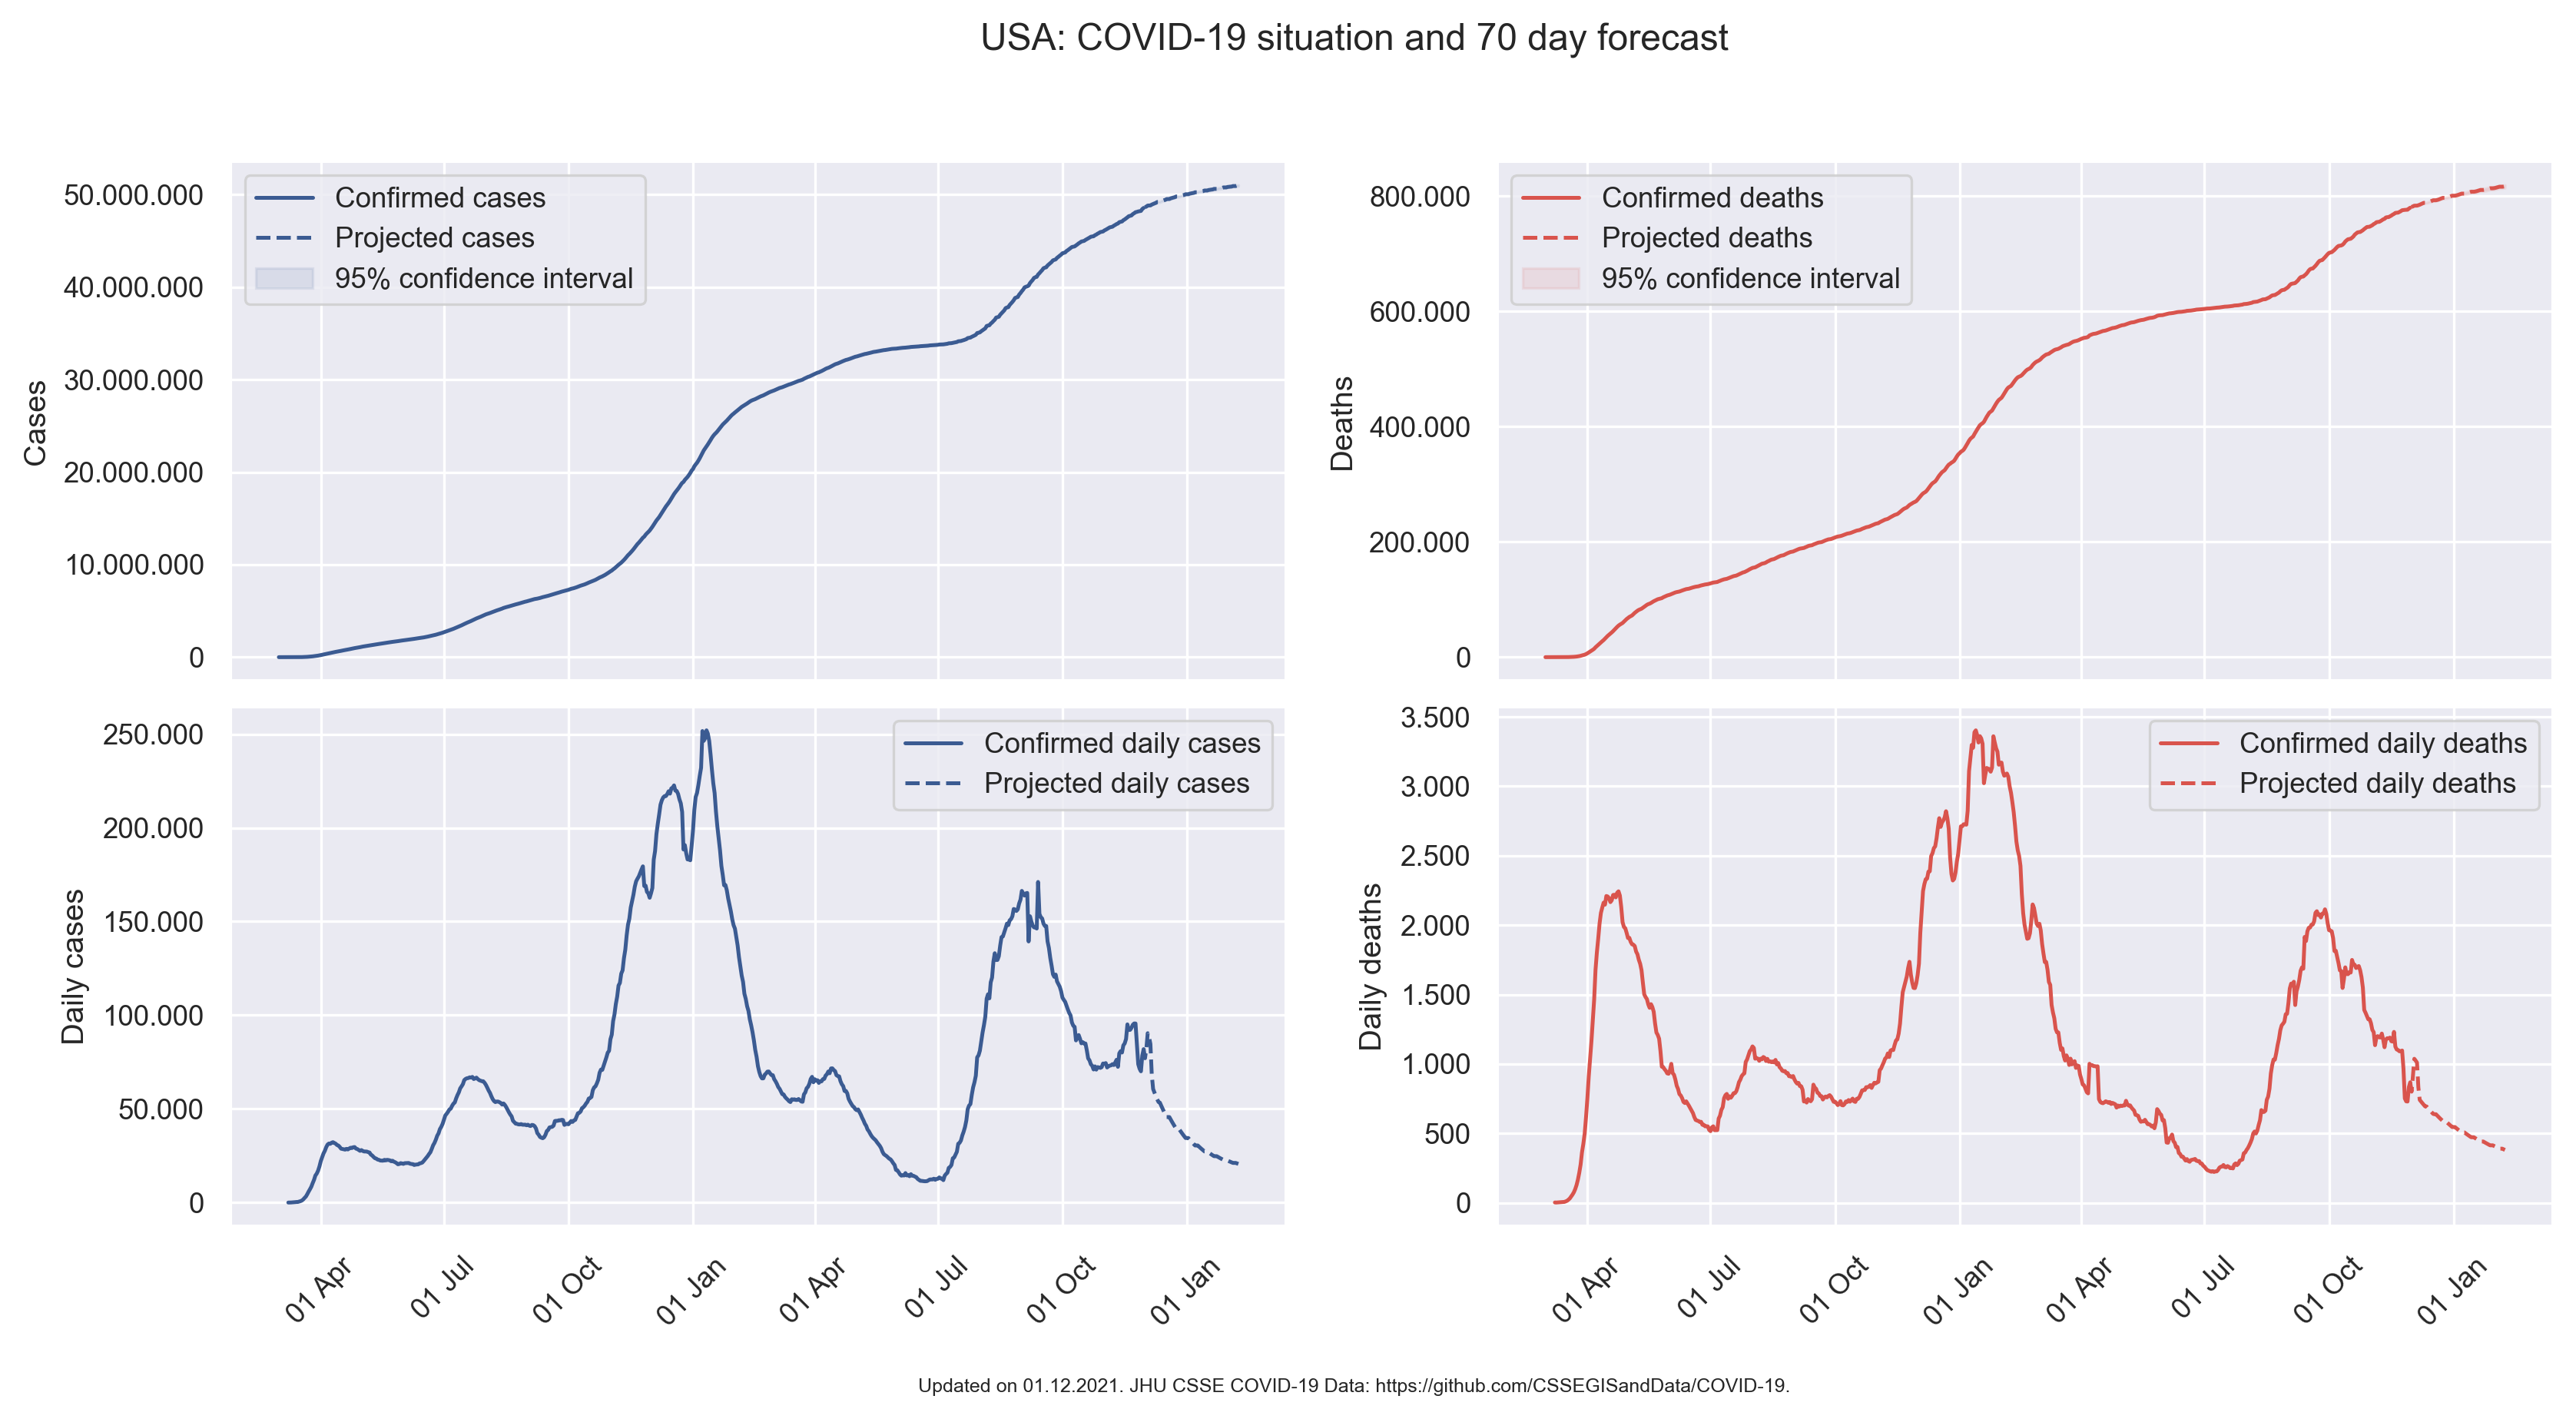 USA: COVID-19 situation and 70 day forecast
Cases
50.000.000
40.000.000
30.000.000
20.000.000
10.000.000
0
Confirmed cases
Projected cases
95% confidence interval
Deaths
800.000
600.000
400.000
200.000
0
Confirmed deaths
Projected deaths
95% confidence interval
Daily cases
250.000
200.000
150.000
100.000
50.000
0
Confirmed daily cases
Projected daily cases
01 Apr
01 Jul
01 Oct
01 Jan
01 Apr
01 Jul
01 Oct
01 Jan
Daily deaths
3.500
3.000
2.500
2.000
1.500
1.000
500
0
Confirmed daily deaths
Projected daily deaths
01 Apr
01 Jul
01 Oct
01 Jan
01 Apr
01 Jul
01 Oct
01 Jan
Updated on 01.12.2021. JHU CSSE COVID-19 Data: https://github.com/CSSEGISandData/COVID-19.